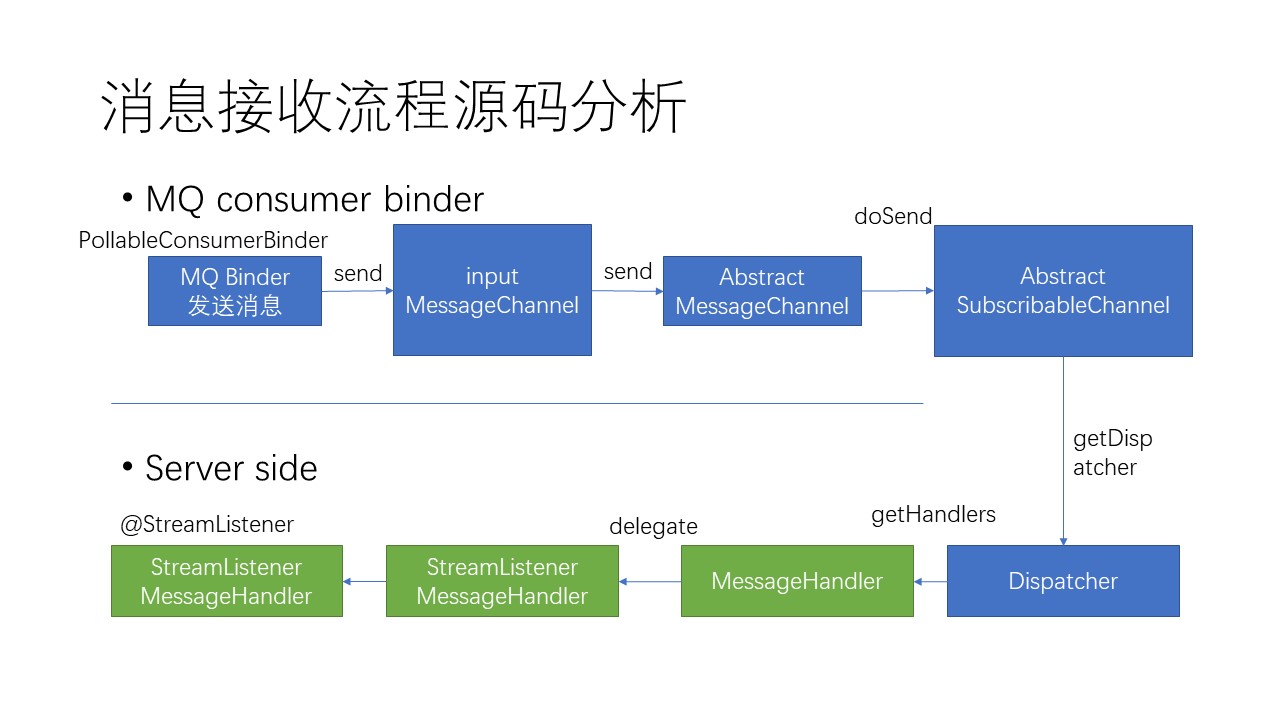 消息接收流程源码分析
• MQ consumer binder
PollableConsumerBinder
MQ Binder
发送消息
send
input
MessageChannel
send
Abstract
MessageChannel
doSend
Abstract
SubscribableChannel
getDisp
atcher
• Server side
@StreamListener
StreamListener
MessageHandler
StreamListener
MessageHandler
delegate
MessageHandler
getHandlers
Dispatcher